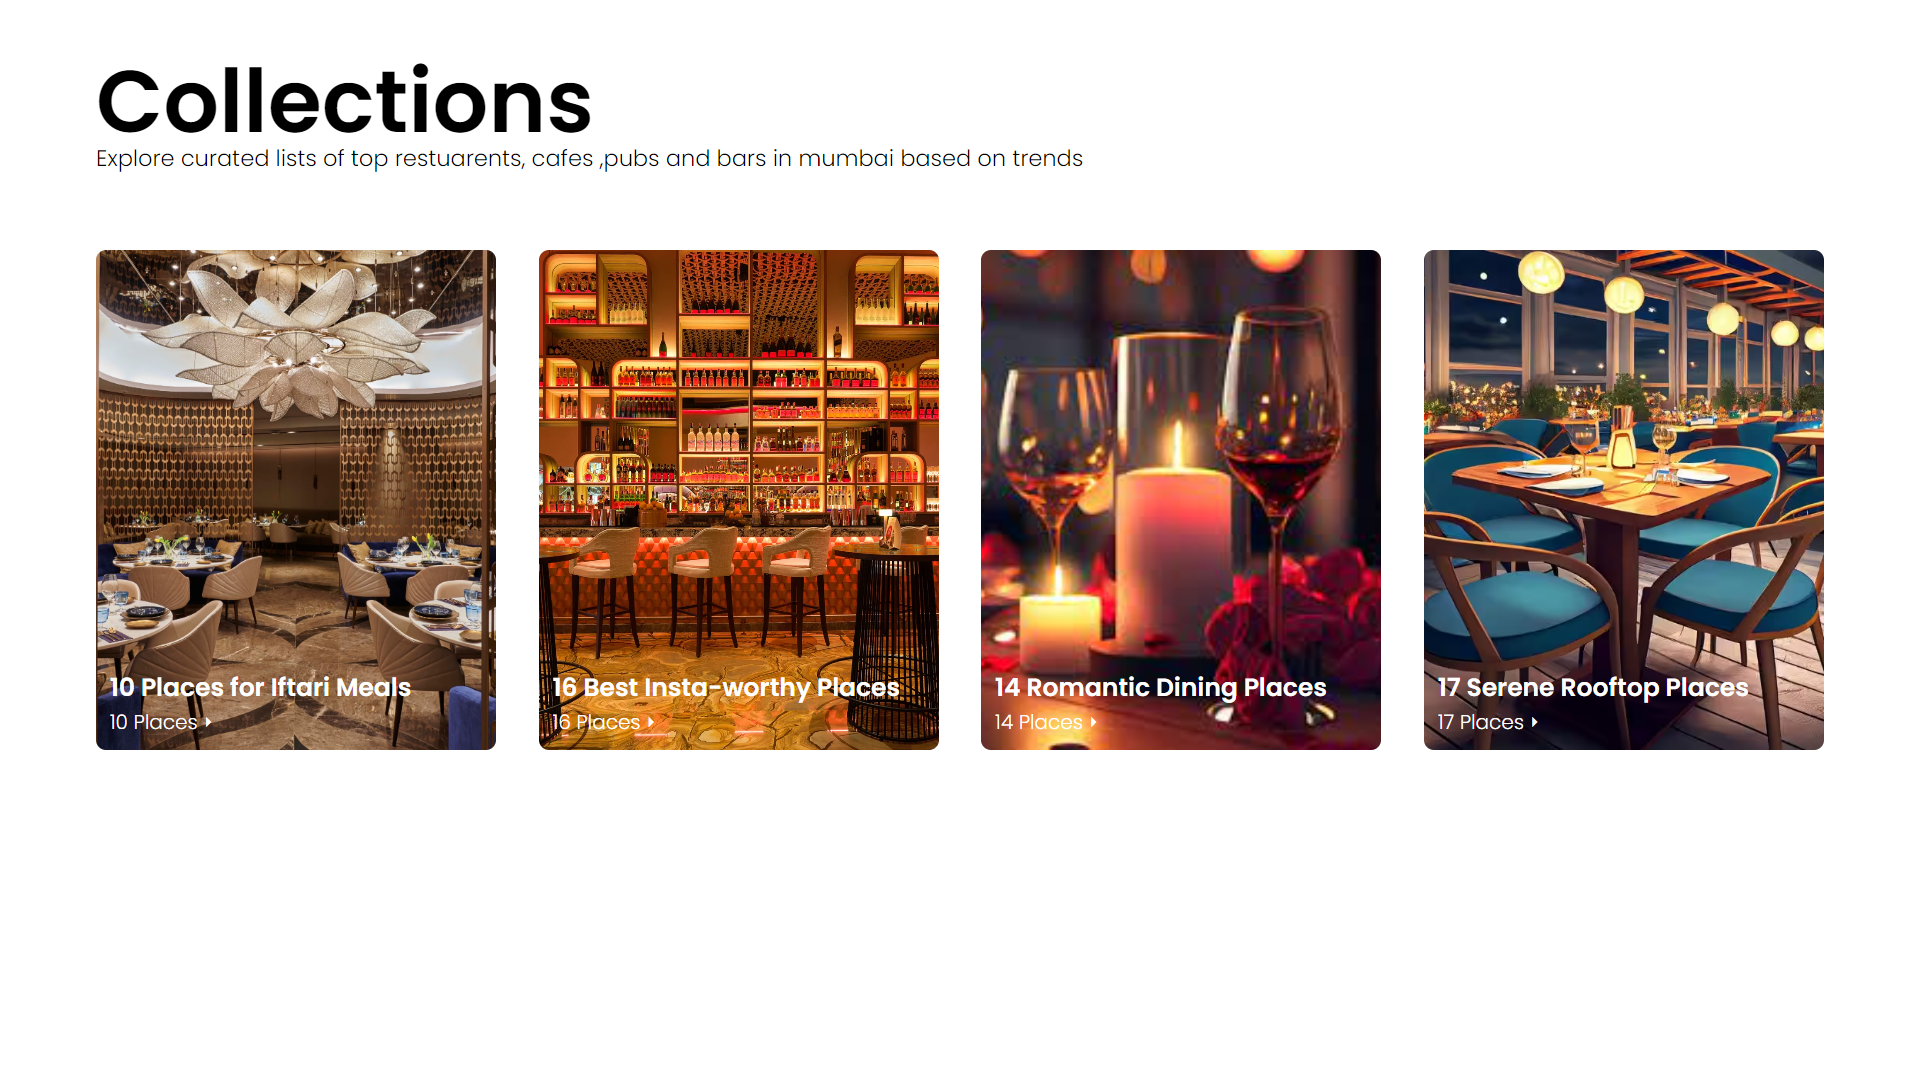 Collections
Explore curated lists of top restuarents, cafes ,pubs and bars in mumbai based on trends
10 Places for Iftari Meals
10 Places
16 Best Insta-worthy Places
16 Places
14 Romantic Dining Places
14 Places
17 Serene Rooftop Places
17 Places